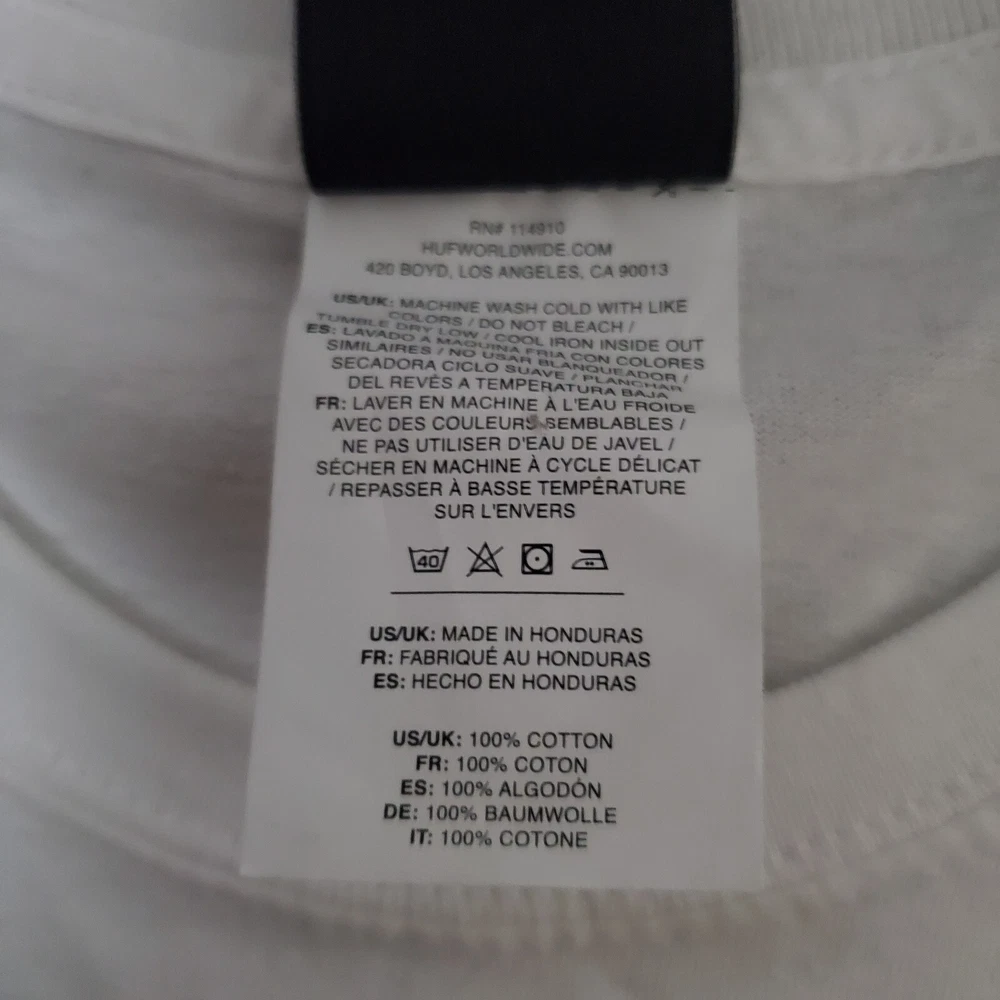 RN# 114910
HUFWORLDWIDE.COM
420 BOYD, LOS ANGELES, CA 90013
US/UK: MACHINE WASH COLD WITH LIKE
COLORS / DO NOT BLEACH /
TUMBLE DRY LOW / COOL IRON INSIDE OUT
ES: LAVADO A MAQUINA FRIA CON COLORES
SIMILAIRES / NO USAR BLANQUEADOR /
SECADORA CICLO SUAVE / PLANCHAR
DEL REVÉS A TEMPERATURA BAJA
FR: LAVER EN MACHINE À L'EAU FROIDE
AVEC DES COULEURS SEMBLABLES /
NE PAS UTILISER D'EAU DE JAVEL /
SÉCHER EN MACHINE À CYCLE DÉLICAT
/ REPASSER À BASSE TEMPÉRATURE
SUR L'ENVERS
40
US/UK: MADE IN HONDURAS
FR: FABRIQUÉ AU HONDURAS
ES: HECHO EN HONDURAS
US/UK: 100% COTTON
FR: 100% COTON
ES: 100% ALGODÓN
DE: 100% BAUMWOLLE
IT: 100% COTONE